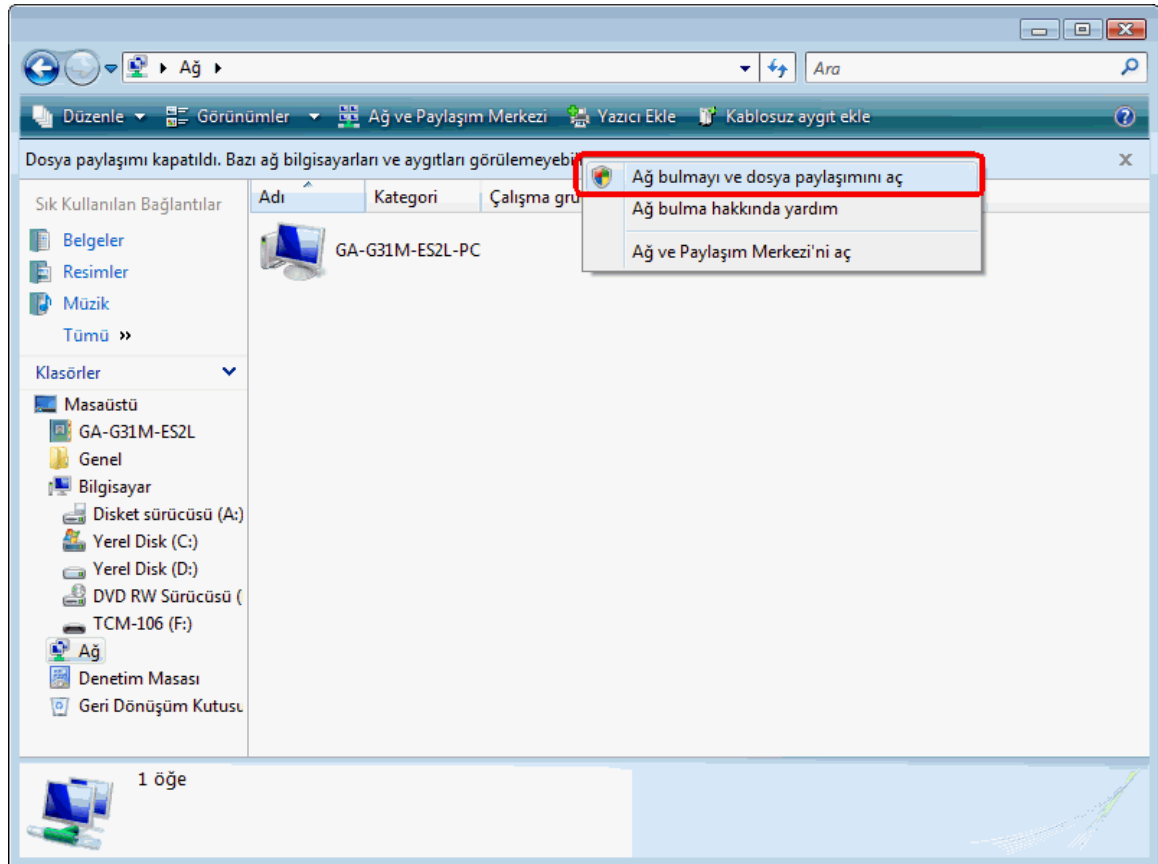 Ağ
Ara
Düzenle Görünümler Ağ ve Paylaşım Merkezi Yazıcı Ekle Kablosuz aygıt ekle
Dosya paylaşımı kapatıldı. Bazı ağ bilgisayarları ve aygıtları görülemeyebi
Ağ bulmayı ve dosya paylaşımını aç
Ağ bulma hakkında yardım
Ağ ve Paylaşım Merkezi'ni aç
Sık Kullanılan Bağlantılar
Belgeler
Resimler
Müzik
Tümü »
Klasörler
Masaüstü
GA-G31M-ES2L
Genel
Bilgisayar
Disket sürücüsü (A:)
Yerel Disk (C:)
Yerel Disk (D:)
DVD RW Sürücüsü (
TCM-106 (F:)
Ağ
Denetim Masası
Geri Dönüşüm Kutusu
Adı Kategori Çalışma gru
GA-G31M-ES2L-PC
1 öğe